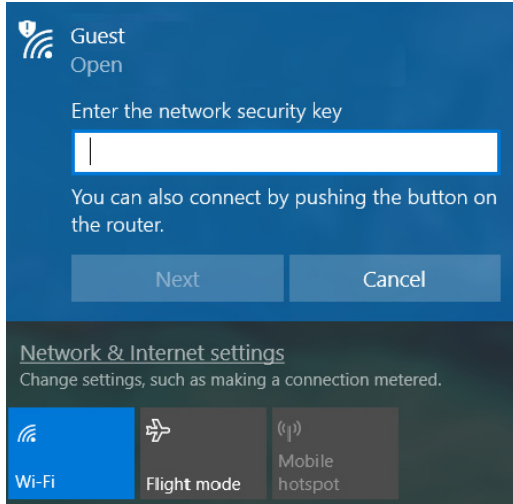 Guest
Open
Enter the network security key
You can also connect by pushing the button on
the router.
Next
Cancel
Network & Internet settings
Change settings, such as making a connection metered.
Wi-Fi
Flight mode
Mobile
hotspot